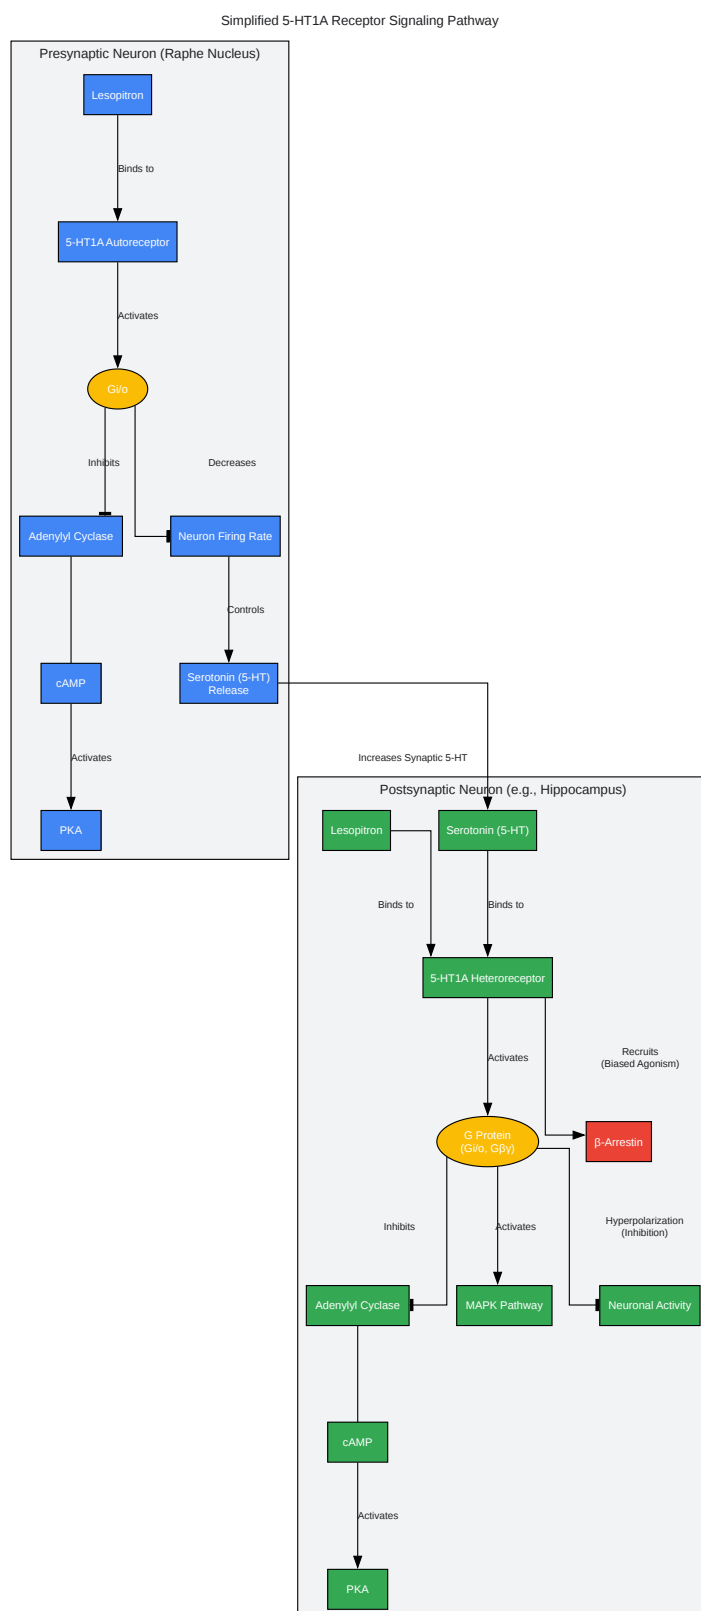 Simplified 5-HT1A Receptor Signaling Pathway
Presynaptic Neuron (Raphe Nucleus)
Lesopitron
Binds to
5-HT1A Autoreceptor
Activates
Gi/o
Inhibits
Decreases
Adenylyl Cyclase
Neuron Firing Rate
Controls
cAMP
Serotonin (5-HT)
Release
Activates
Increases Synaptic 5-HT
PKA
Postsynaptic Neuron (e.g., Hippocampus)
Lesopitron
Serotonin (5-HT)
Binds to
Binds to
5-HT1A Heteroreceptor
Activates
Recruits
(Biased Agonism)
G Protein
(Gi/o, Gβγ)
β-Arrestin
Inhibits
Activates
Hyperpolarization
(Inhibition)
Adenylyl Cyclase
MAPK Pathway
Neuronal Activity
cAMP
Activates
PKA